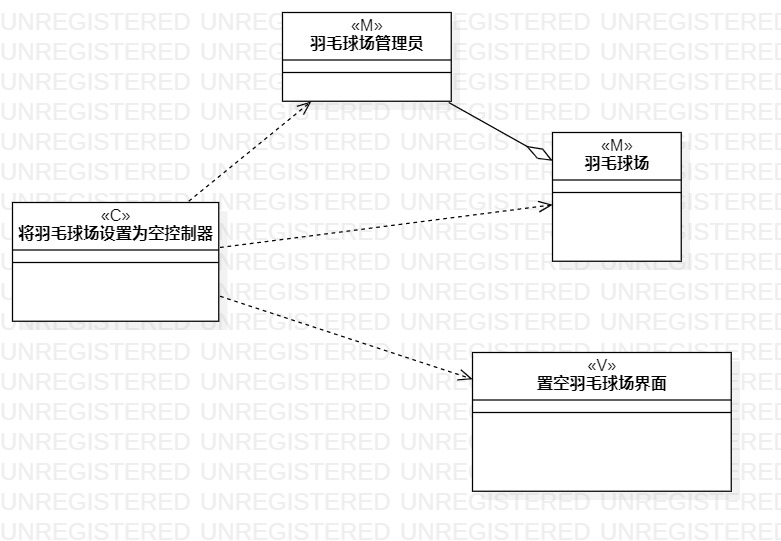 «M»
羽毛球场管理员
«M»
羽毛球场
«C»
将羽毛球场设置为空控制器
«V»
置空羽毛球场界面
UNREGISTERED UNREGISTERED UNREGISTERED UNREGISTERED